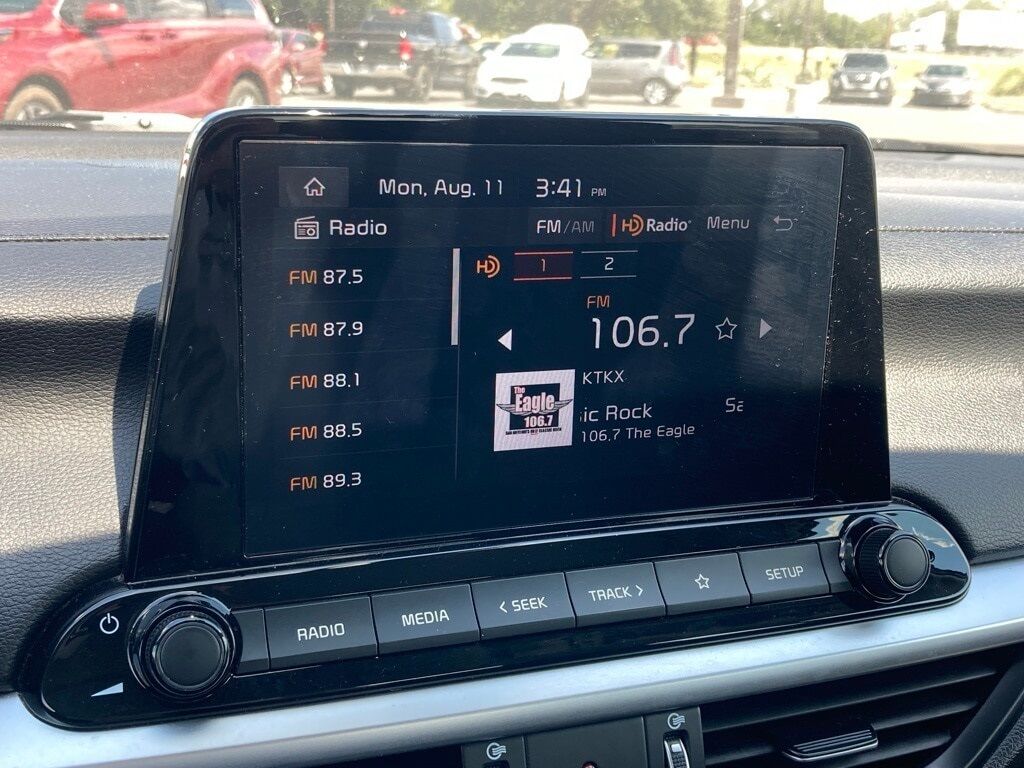 Mon, Aug. 11 3:41 PM
Radio FM/AM HD Radio® Menu
FM 87.5
FM 87.9
FM 88.1
FM 88.5
FM 89.3
HD 1 2
FM
106.7
KTKX
ic Rock Sa
106.7 The Eagle
The
Eagle
106.7
RADIO
MEDIA
< SEEK
TRACK >
SETUP